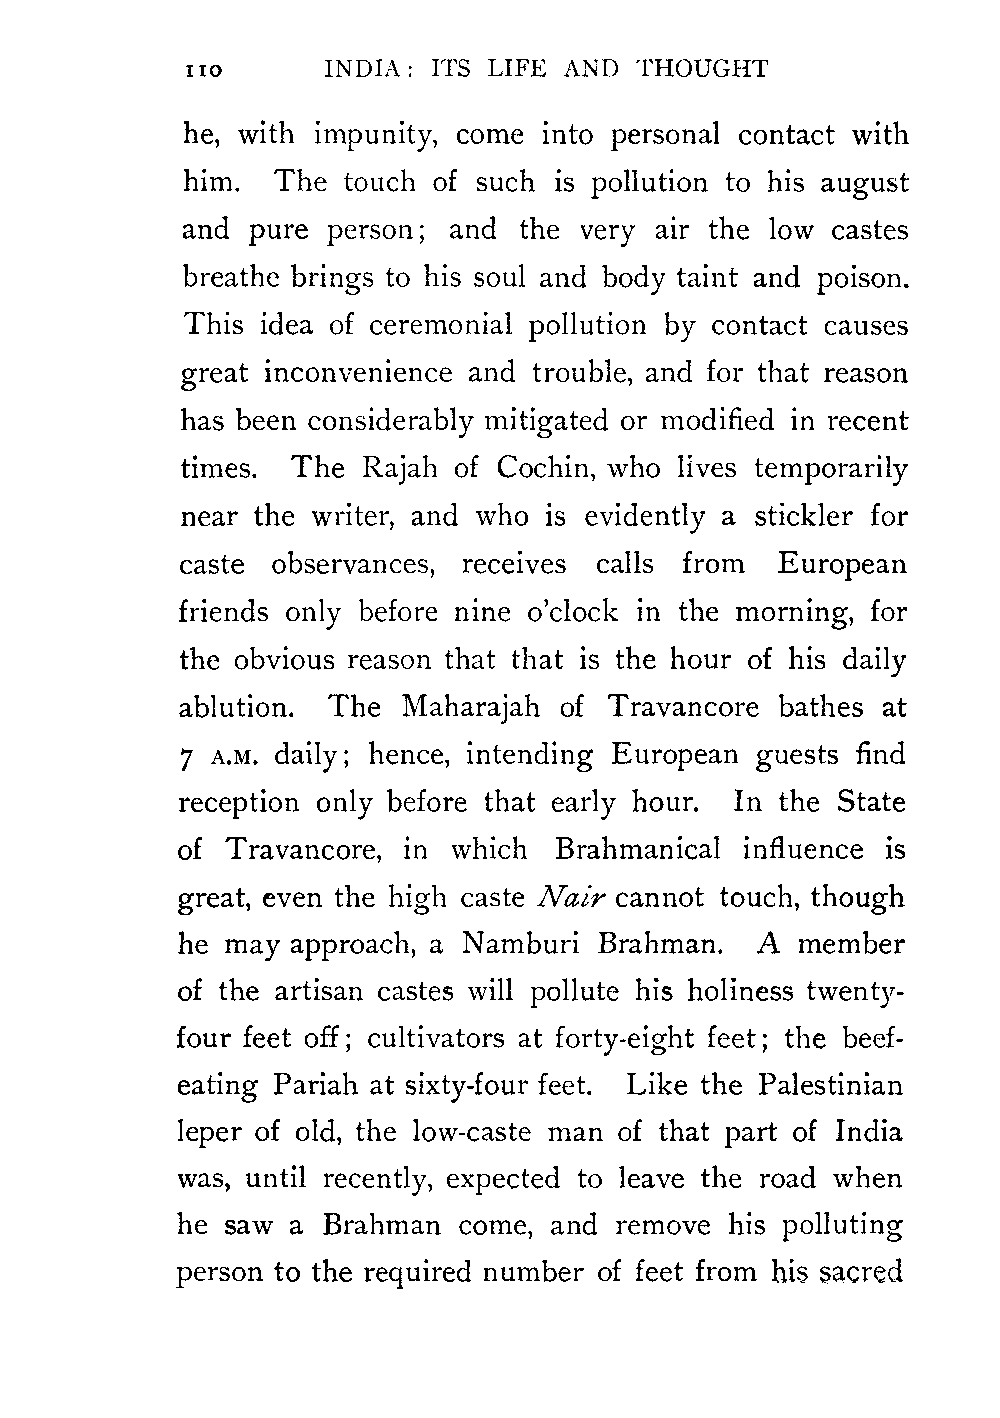 110 INDIA: ITS LIFE AND THOUGHT
he, with impunity, come into personal contact with
him. The touch of such is pollution to his august
and pure person; and the very air the low castes
breathe brings to his soul and body taint and poison.
This idea of ceremonial pollution by contact causes
great inconvenience and trouble, and for that reason
has been considerably mitigated or modified in recent
times. The Rajah of Cochin, who lives temporarily
near the writer, and who is evidently a stickler for
caste observances, receives calls from European
friends only before nine o'clock in the morning, for
the obvious reason that that is the hour of his daily
ablution. The Maharajah of Travancore bathes at
7 A.M. daily; hence, intending European guests find
reception only before that early hour. In the State
of Travancore, in which Brahmanical influence is
great, even the high caste Nair cannot touch, though
he may approach, a Namburi Brahman. A member
of the artisan castes will pollute his holiness twenty-
four feet off; cultivators at forty-eight feet; the beef-
eating Pariah at sixty-four feet. Like the Palestinian
leper of old, the low-caste man of that part of India
was, until recently, expected to leave the road when
he saw a Brahman come, and remove his polluting
person to the required number of feet from his sacred